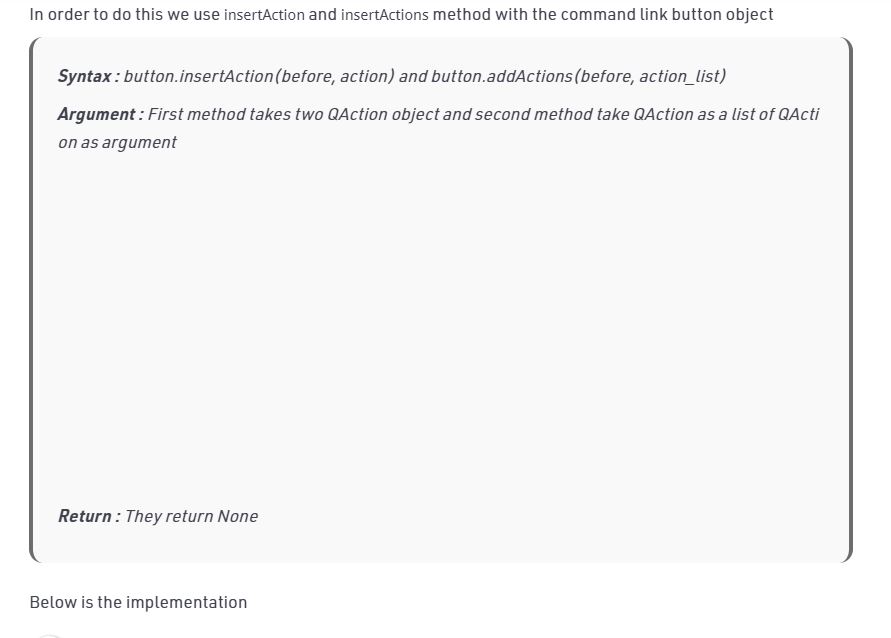 In order to do this we use insertAction and insertActions method with the command link button object
Syntax : button.insertAction(before, action) and button.addActions(before, action_list)
Argument : First method takes two QAction object and second method take QAction as a list of QActi
on as argument
Return : They return None
Below is the implementation